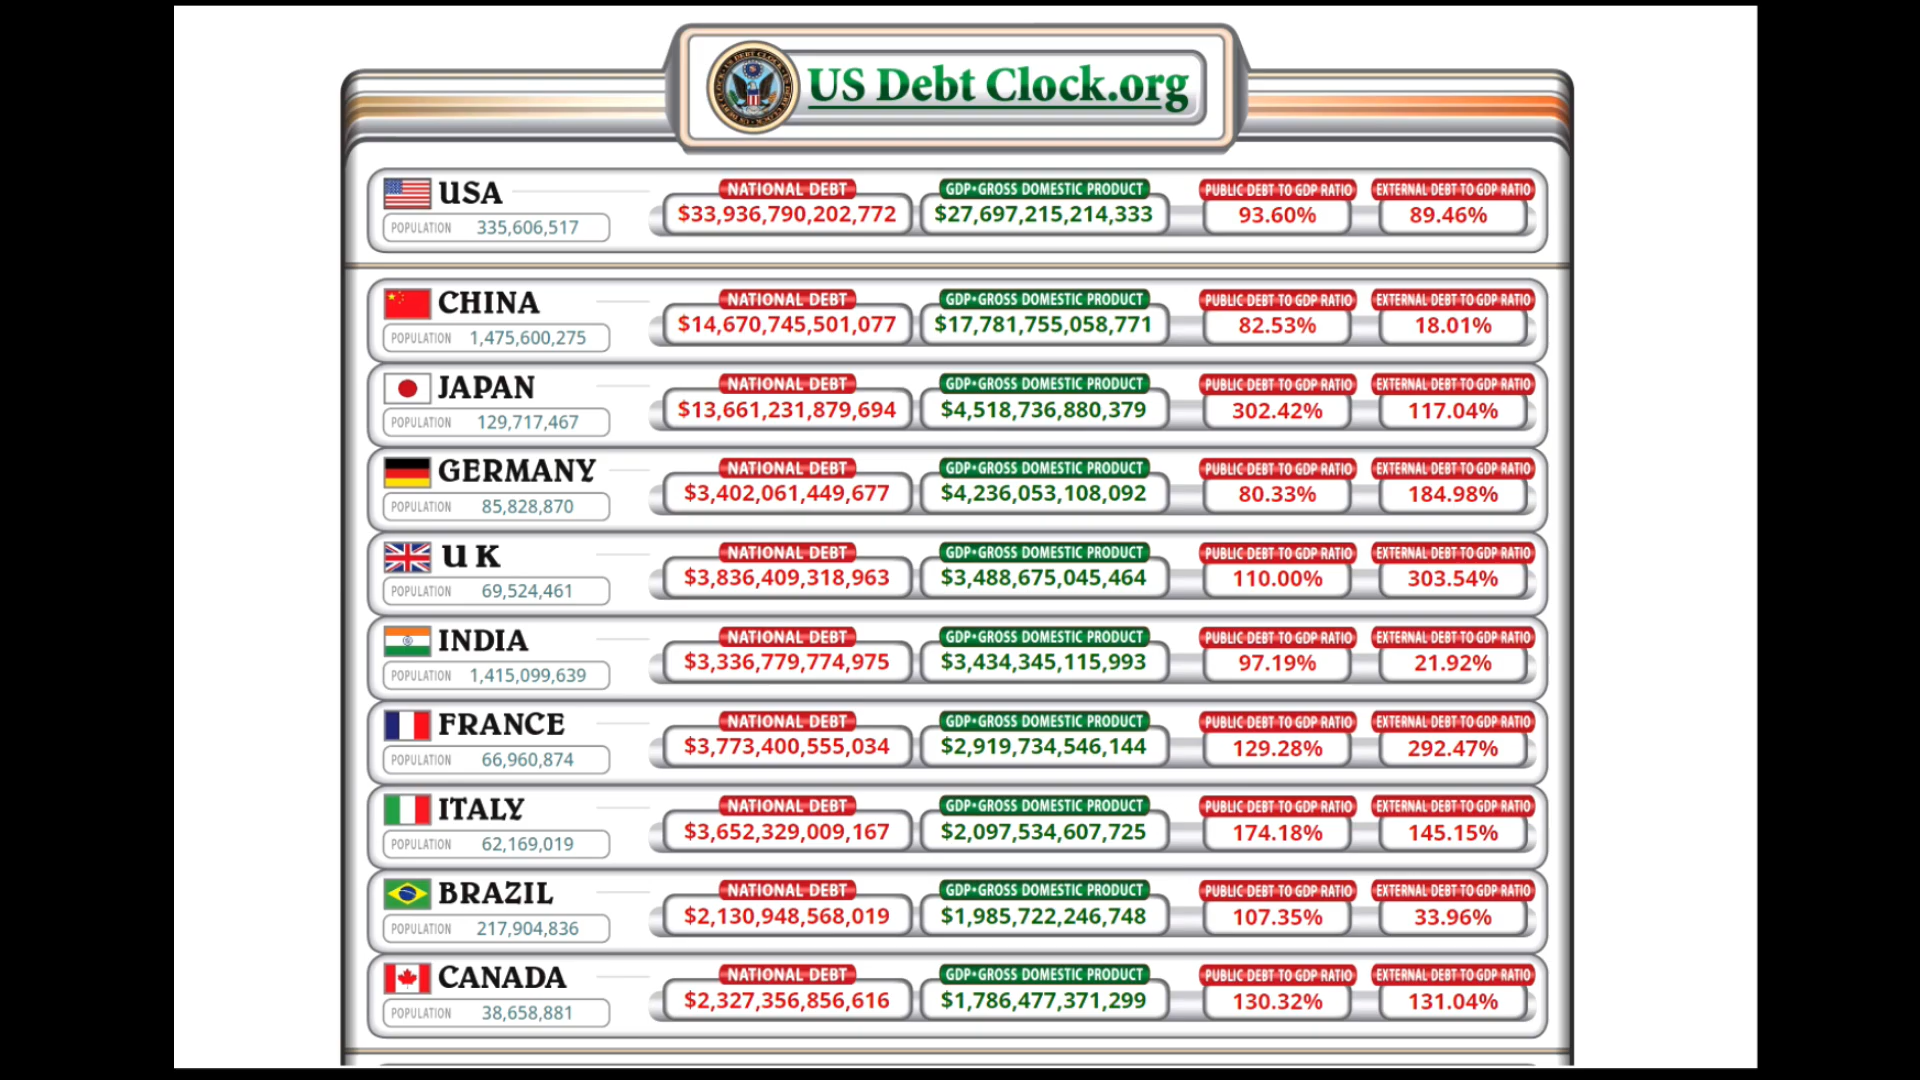 US Debt Clock.org
USA
POPULATION 335,606,517
NATIONAL DEBT
$33,936,790,202,772
GDP•GROSS DOMESTIC PRODUCT
$27,697,215,214,333
PUBLIC DEBT TO GDP RATIO
93.60%
EXTERNAL DEBT TO GDP RATIO
89.46%
CHINA
POPULATION 1,475,600,275
NATIONAL DEBT
$14,670,745,501,077
GDP•GROSS DOMESTIC PRODUCT
$17,781,755,058,771
PUBLIC DEBT TO GDP RATIO
82.53%
EXTERNAL DEBT TO GDP RATIO
18.01%
JAPAN
POPULATION 129,717,467
NATIONAL DEBT
$13,661,231,879,694
GDP•GROSS DOMESTIC PRODUCT
$4,518,736,880,379
PUBLIC DEBT TO GDP RATIO
302.42%
EXTERNAL DEBT TO GDP RATIO
117.04%
GERMANY
POPULATION 85,828,870
NATIONAL DEBT
$3,402,061,449,677
GDP•GROSS DOMESTIC PRODUCT
$4,236,053,108,092
PUBLIC DEBT TO GDP RATIO
80.33%
EXTERNAL DEBT TO GDP RATIO
184.98%
U K
POPULATION 69,524,461
NATIONAL DEBT
$3,836,409,318,963
GDP•GROSS DOMESTIC PRODUCT
$3,488,675,045,464
PUBLIC DEBT TO GDP RATIO
110.00%
EXTERNAL DEBT TO GDP RATIO
303.54%
INDIA
POPULATION 1,415,099,639
NATIONAL DEBT
$3,336,779,774,975
GDP•GROSS DOMESTIC PRODUCT
$3,434,345,115,993
PUBLIC DEBT TO GDP RATIO
97.19%
EXTERNAL DEBT TO GDP RATIO
21.92%
FRANCE
POPULATION 66,960,874
NATIONAL DEBT
$3,773,400,555,034
GDP•GROSS DOMESTIC PRODUCT
$2,919,734,546,144
PUBLIC DEBT TO GDP RATIO
129.28%
EXTERNAL DEBT TO GDP RATIO
292.47%
ITALY
POPULATION 62,169,019
NATIONAL DEBT
$3,652,329,009,167
GDP•GROSS DOMESTIC PRODUCT
$2,097,534,607,725
PUBLIC DEBT TO GDP RATIO
174.18%
EXTERNAL DEBT TO GDP RATIO
145.15%
BRAZIL
POPULATION 217,904,836
NATIONAL DEBT
$2,130,948,568,019
GDP•GROSS DOMESTIC PRODUCT
$1,985,722,246,748
PUBLIC DEBT TO GDP RATIO
107.35%
EXTERNAL DEBT TO GDP RATIO
33.96%
CANADA
POPULATION 38,658,881
NATIONAL DEBT
$2,327,356,856,616
GDP•GROSS DOMESTIC PRODUCT
$1,786,477,371,299
PUBLIC DEBT TO GDP RATIO
130.32%
EXTERNAL DEBT TO GDP RATIO
131.04%